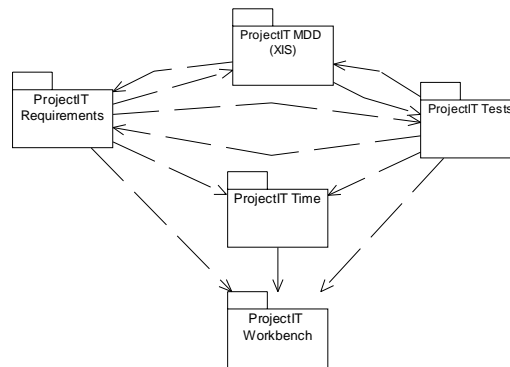 ProjectIT MDD
(XIS)
ProjectIT
Requirements
ProjectIT Tests
ProjectIT Time
ProjectIT
Workbench